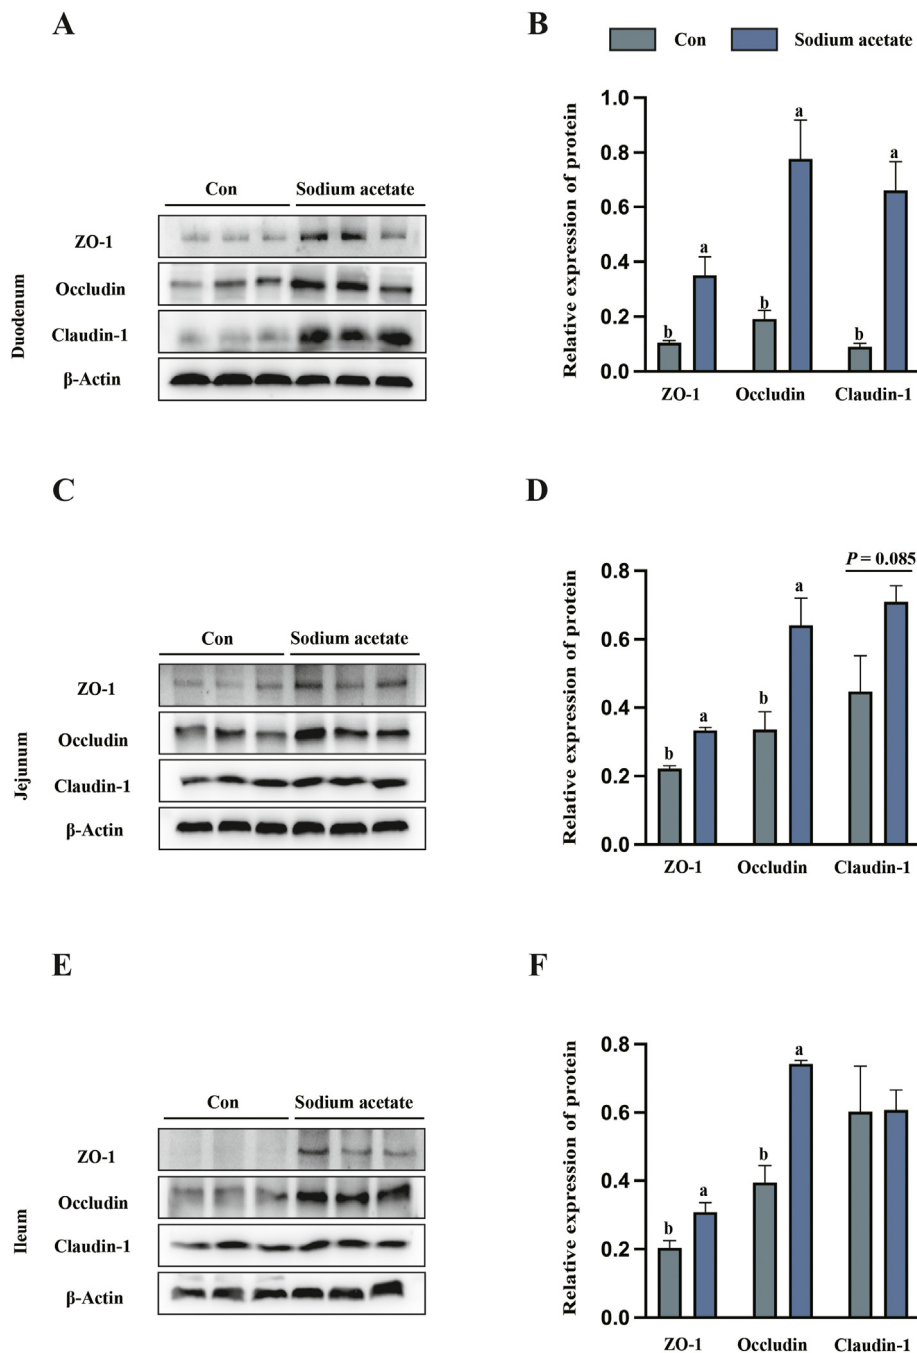 A
Con Sodium acetate
Duodenum
ZO-1
Occludin
Claudin-1
β-Actin
B
Con Sodium acetate
Relative expression of protein
1.0
0.8
0.6
0.4
0.2
0.0
a
b
a
b
a
b
ZO-1 Occludin Claudin-1
C
Con Sodium acetate
Jejunum
ZO-1
Occludin
Claudin-1
β-Actin
D
Relative expression of protein
0.8
0.6
0.4
0.2
0.0
P = 0.085
b
a
b
a
ZO-1 Occludin Claudin-1
E
Con Sodium acetate
Ileum
ZO-1
Occludin
Claudin-1
β-Actin
F
Relative expression of protein
0.8
0.6
0.4
0.2
0.0
b
a
b
a
ZO-1 Occludin Claudin-1